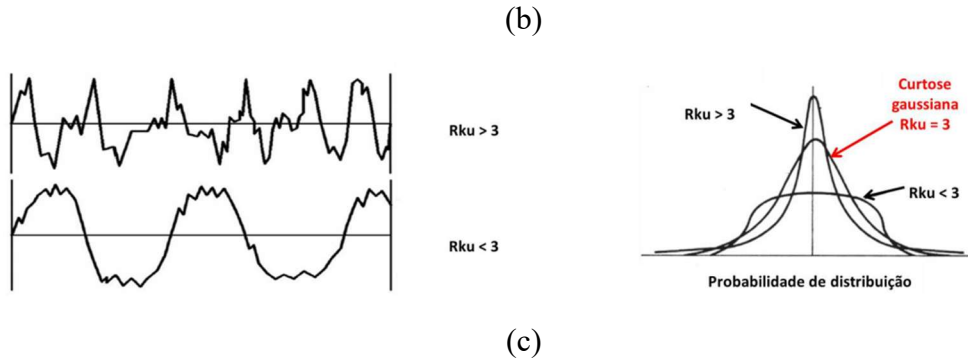 (b)
Rku > 3
Rku < 3
Rku > 3
Curtose
gaussiana
Rku = 3
Rku < 3
Probabilidade de distribuição
(c)